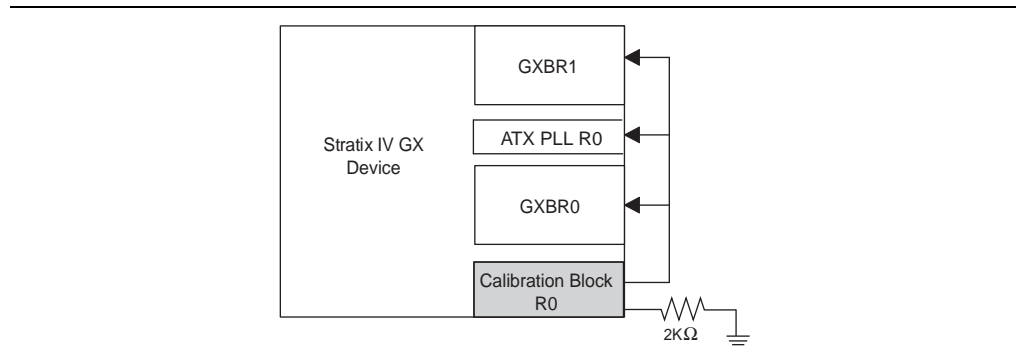 GXBR1
Stratix IV GX
Device
ATX PLL R0
GXBR0
Calibration Block
R0
2KΩ